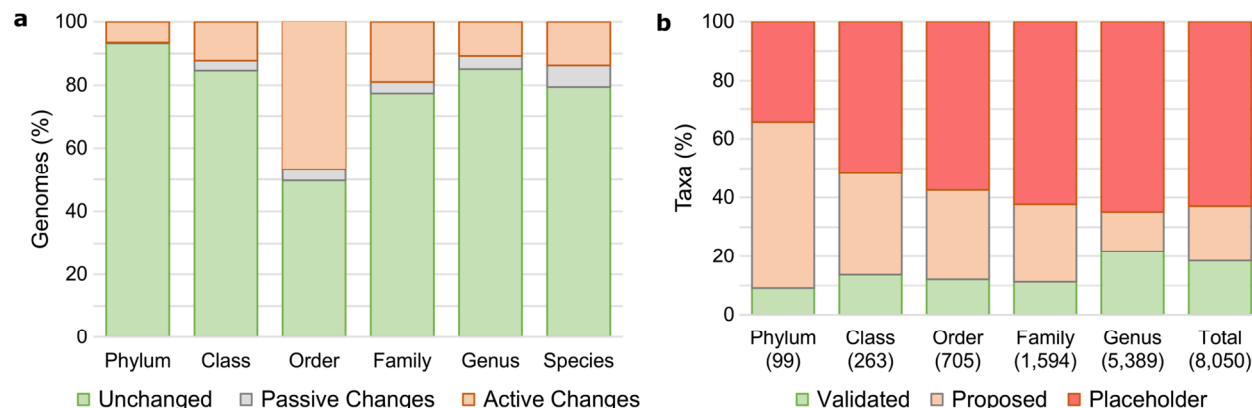 a
Genomes (%)
100
80
60
40
20
0
Phylum Class Order Family Genus Species
Unchanged Passive Changes Active Changes
b
Taxa (%)
100
80
60
40
20
0
Phylum Class Order Family Genus Total
(99) (263) (705) (1,594) (5,389) (8,050)
Validated Proposed Placeholder